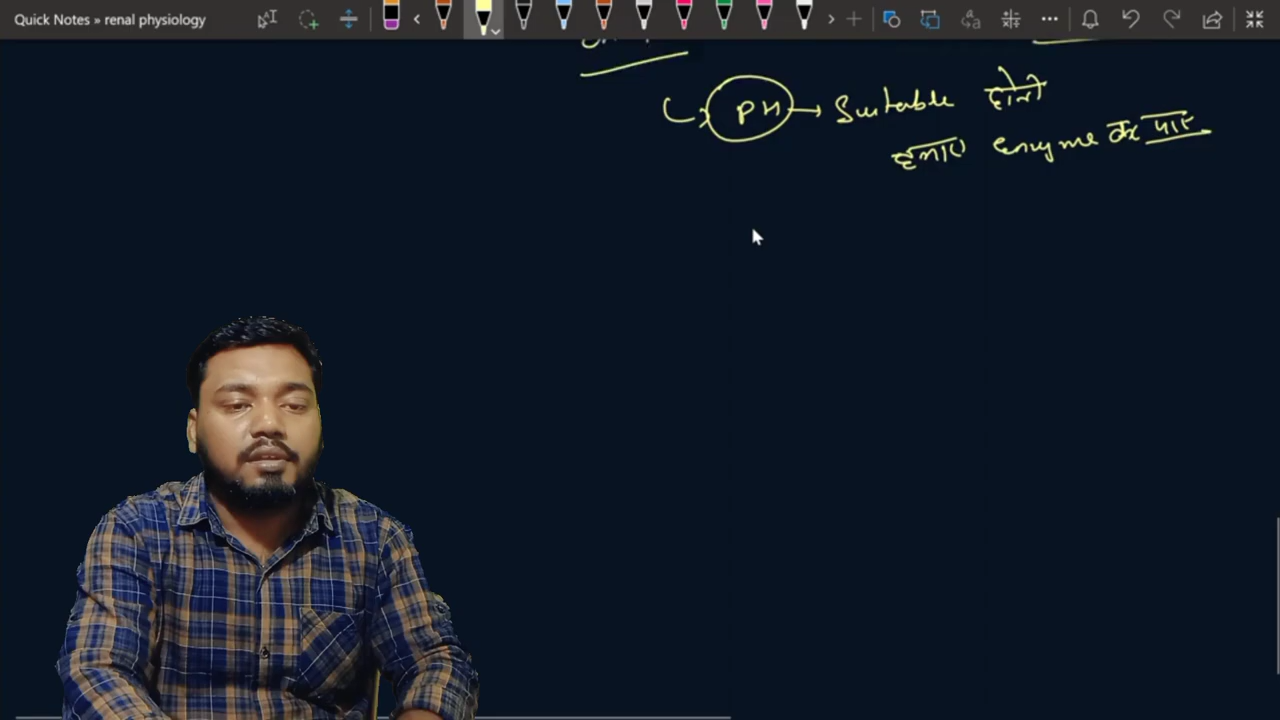 Quick Notes » renal physiology
PH → Suitable होनी
हमारे enzyme के